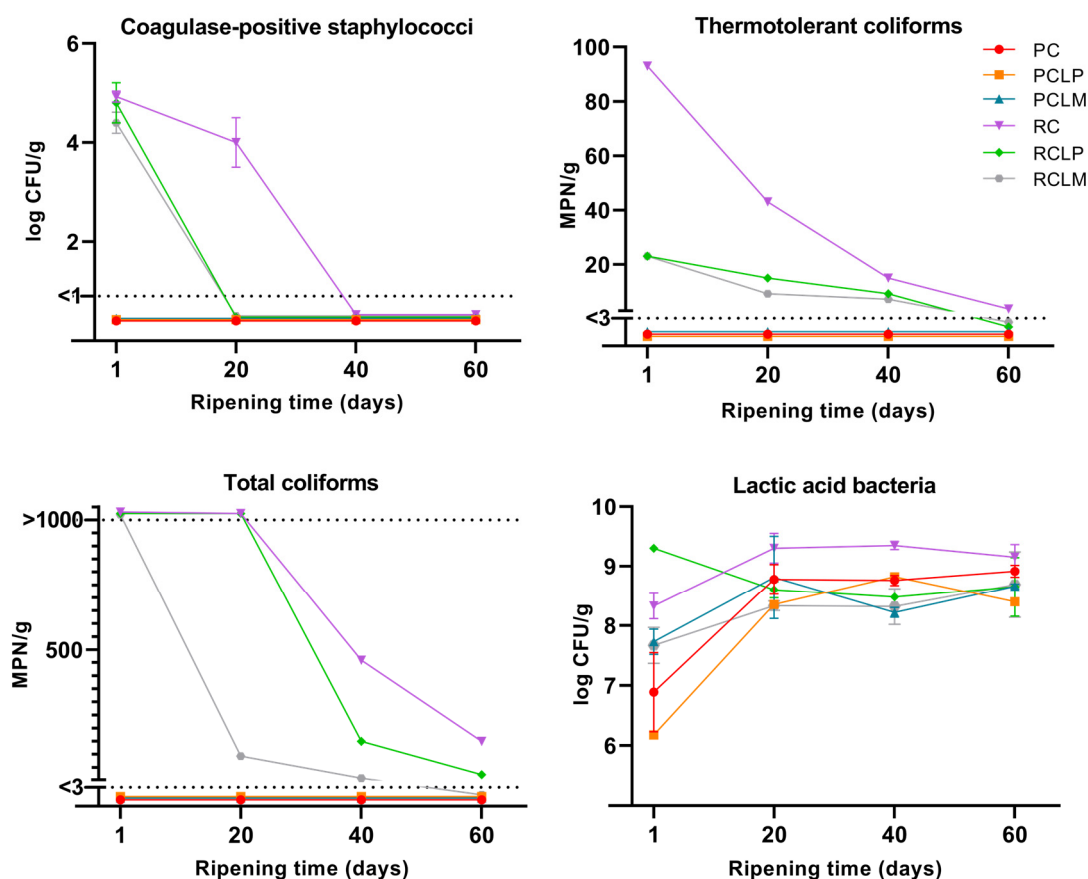 Coagulase-positive staphylococci
6
4
2
<1
log CFU/g
1 20 40 60
Ripening time (days)
Thermotolerant coliforms
100
80
60
40
20
<3
MPN/g
1 20 40 60
Ripening time (days)
PC
PCLP
PCLM
RC
RCLP
RCLM
Total coliforms
>1000
500
<3
MPN/g
1 20 40 60
Ripening time (days)
Lactic acid bacteria
10
9
8
7
6
log CFU/g
1 20 40 60
Ripening time (days)